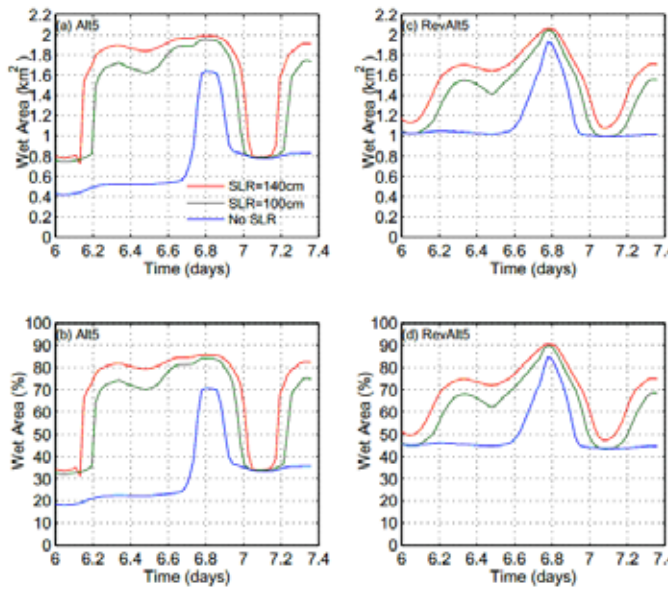 (a) Alt5
Wet Area (km2)
2.2
2
1.8
1.6
1.4
1.2
1
0.8
0.6
0.4
0.2
0
SLR=140cm
SLR=100cm
No SLR
6 6.2 6.4 6.6 6.8 7 7.2 7.4
Time (days)
(c) RevAlt5
Wet Area (km2)
2.2
2
1.8
1.6
1.4
1.2
1
0.8
0.6
0.4
0.2
0
6 6.2 6.4 6.6 6.8 7 7.2 7.4
Time (days)
(b) Alt5
Wet Area (%)
100
90
80
70
60
50
40
30
20
10
0
6 6.2 6.4 6.6 6.8 7 7.2 7.4
Time (days)
(d) RevAlt5
Wet Area (%)
100
90
80
70
60
50
40
30
20
10
0
6 6.2 6.4 6.6 6.8 7 7.2 7.4
Time (days)